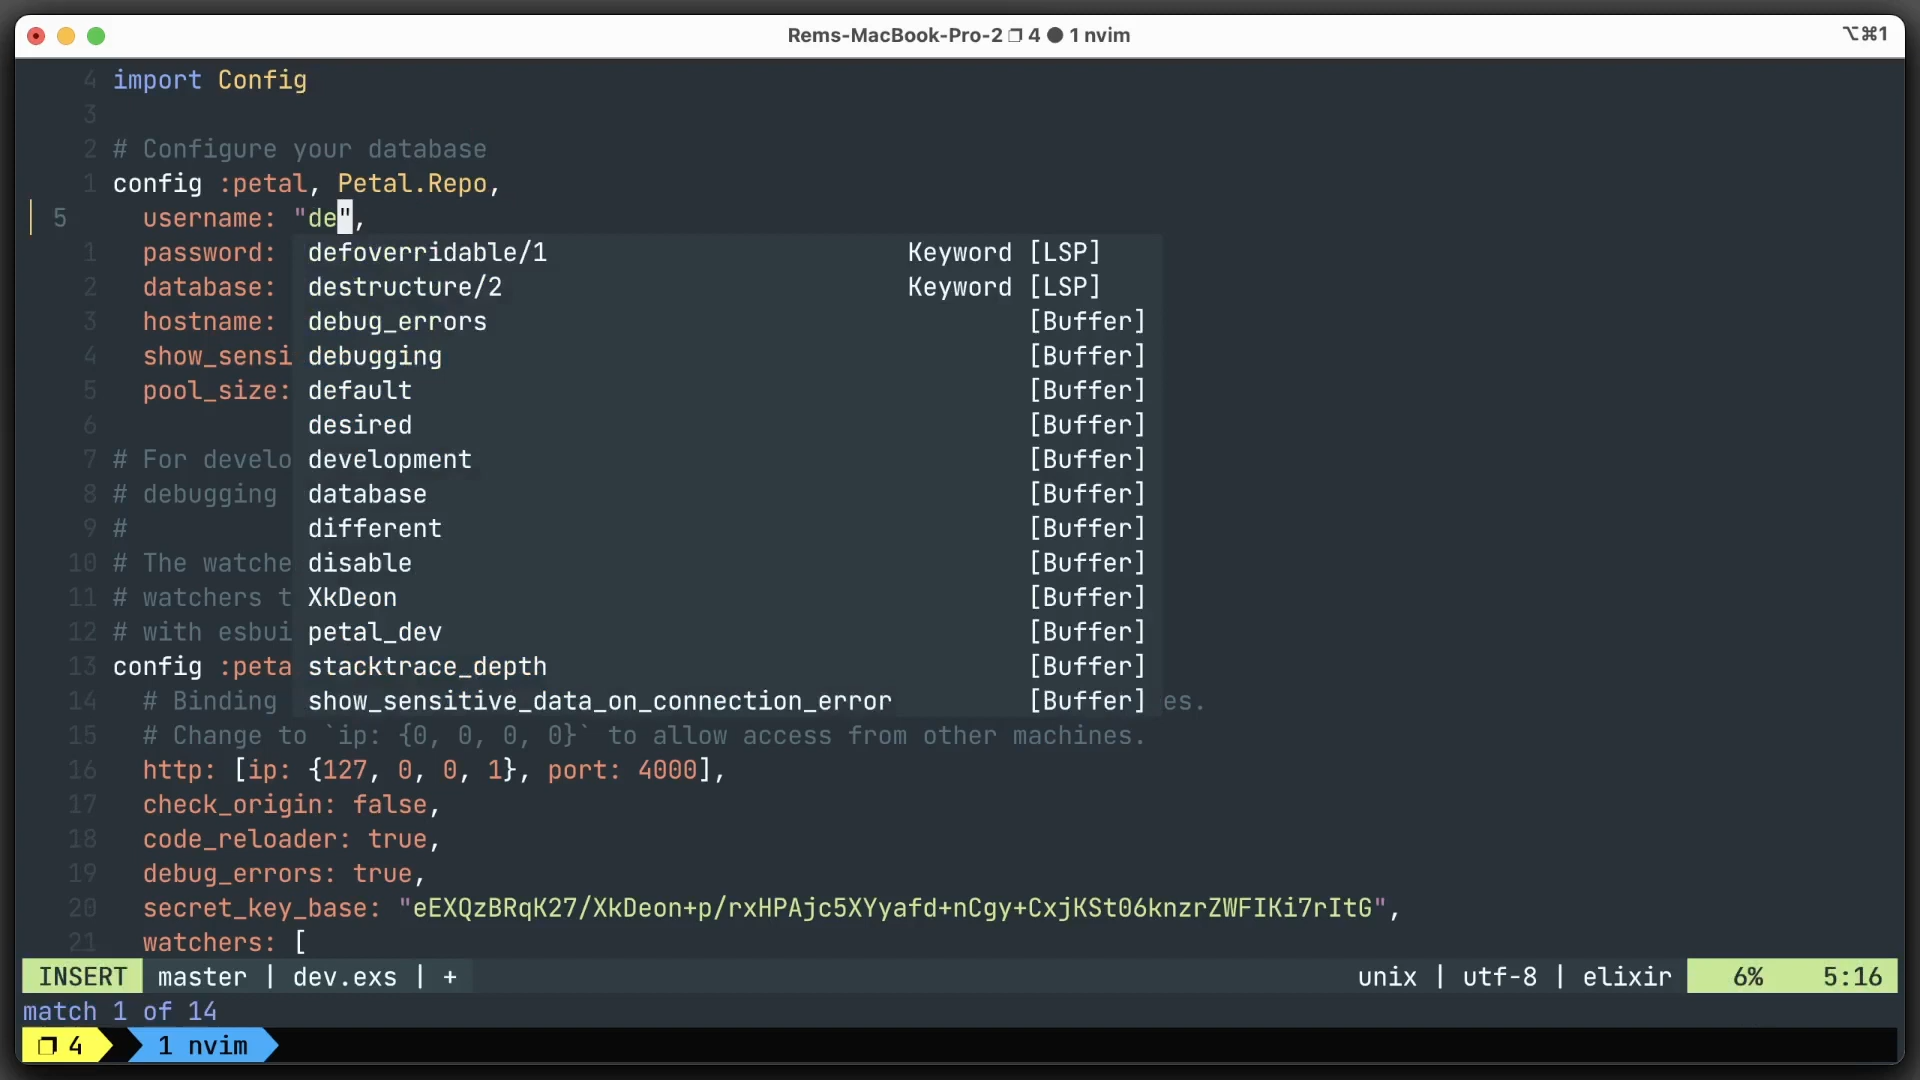 Rems-MacBook-Pro-2 4 ● 1 nvim ⌥⌘1
4 import Config
3
2 # Configure your database
1 config :petal, Petal.Repo,
5 username: "de",
1 password: defoverridable/1 Keyword [LSP]
2 database: destructure/2 Keyword [LSP]
3 hostname: debug_errors [Buffer]
4 show_sensi debugging [Buffer]
5 pool_size: default [Buffer]
6 desired [Buffer]
7 # For develo development [Buffer]
8 # debugging database [Buffer]
9 # different [Buffer]
10 # The watche disable [Buffer]
11 # watchers t XkDeon [Buffer]
12 # with esbui petal_dev [Buffer]
13 config :peta stacktrace_depth [Buffer]
14 # Binding show_sensitive_data_on_connection_error [Buffer] es.
15 # Change to `ip: {0, 0, 0, 0}` to allow access from other machines.
16 http: [ip: {127, 0, 0, 1}, port: 4000],
17 check_origin: false,
18 code_reloader: true,
19 debug_errors: true,
20 secret_key_base: "eEXQzBRqK27/XkDeon+p/rxHPAjc5XYyafd+nCgy+CxjKSt06knzrZWFIKi7rItG",
21 watchers: [
INSERT master | dev.exs | + unix | utf-8 | elixir 6% 5:16
match 1 of 14
4 1 nvim